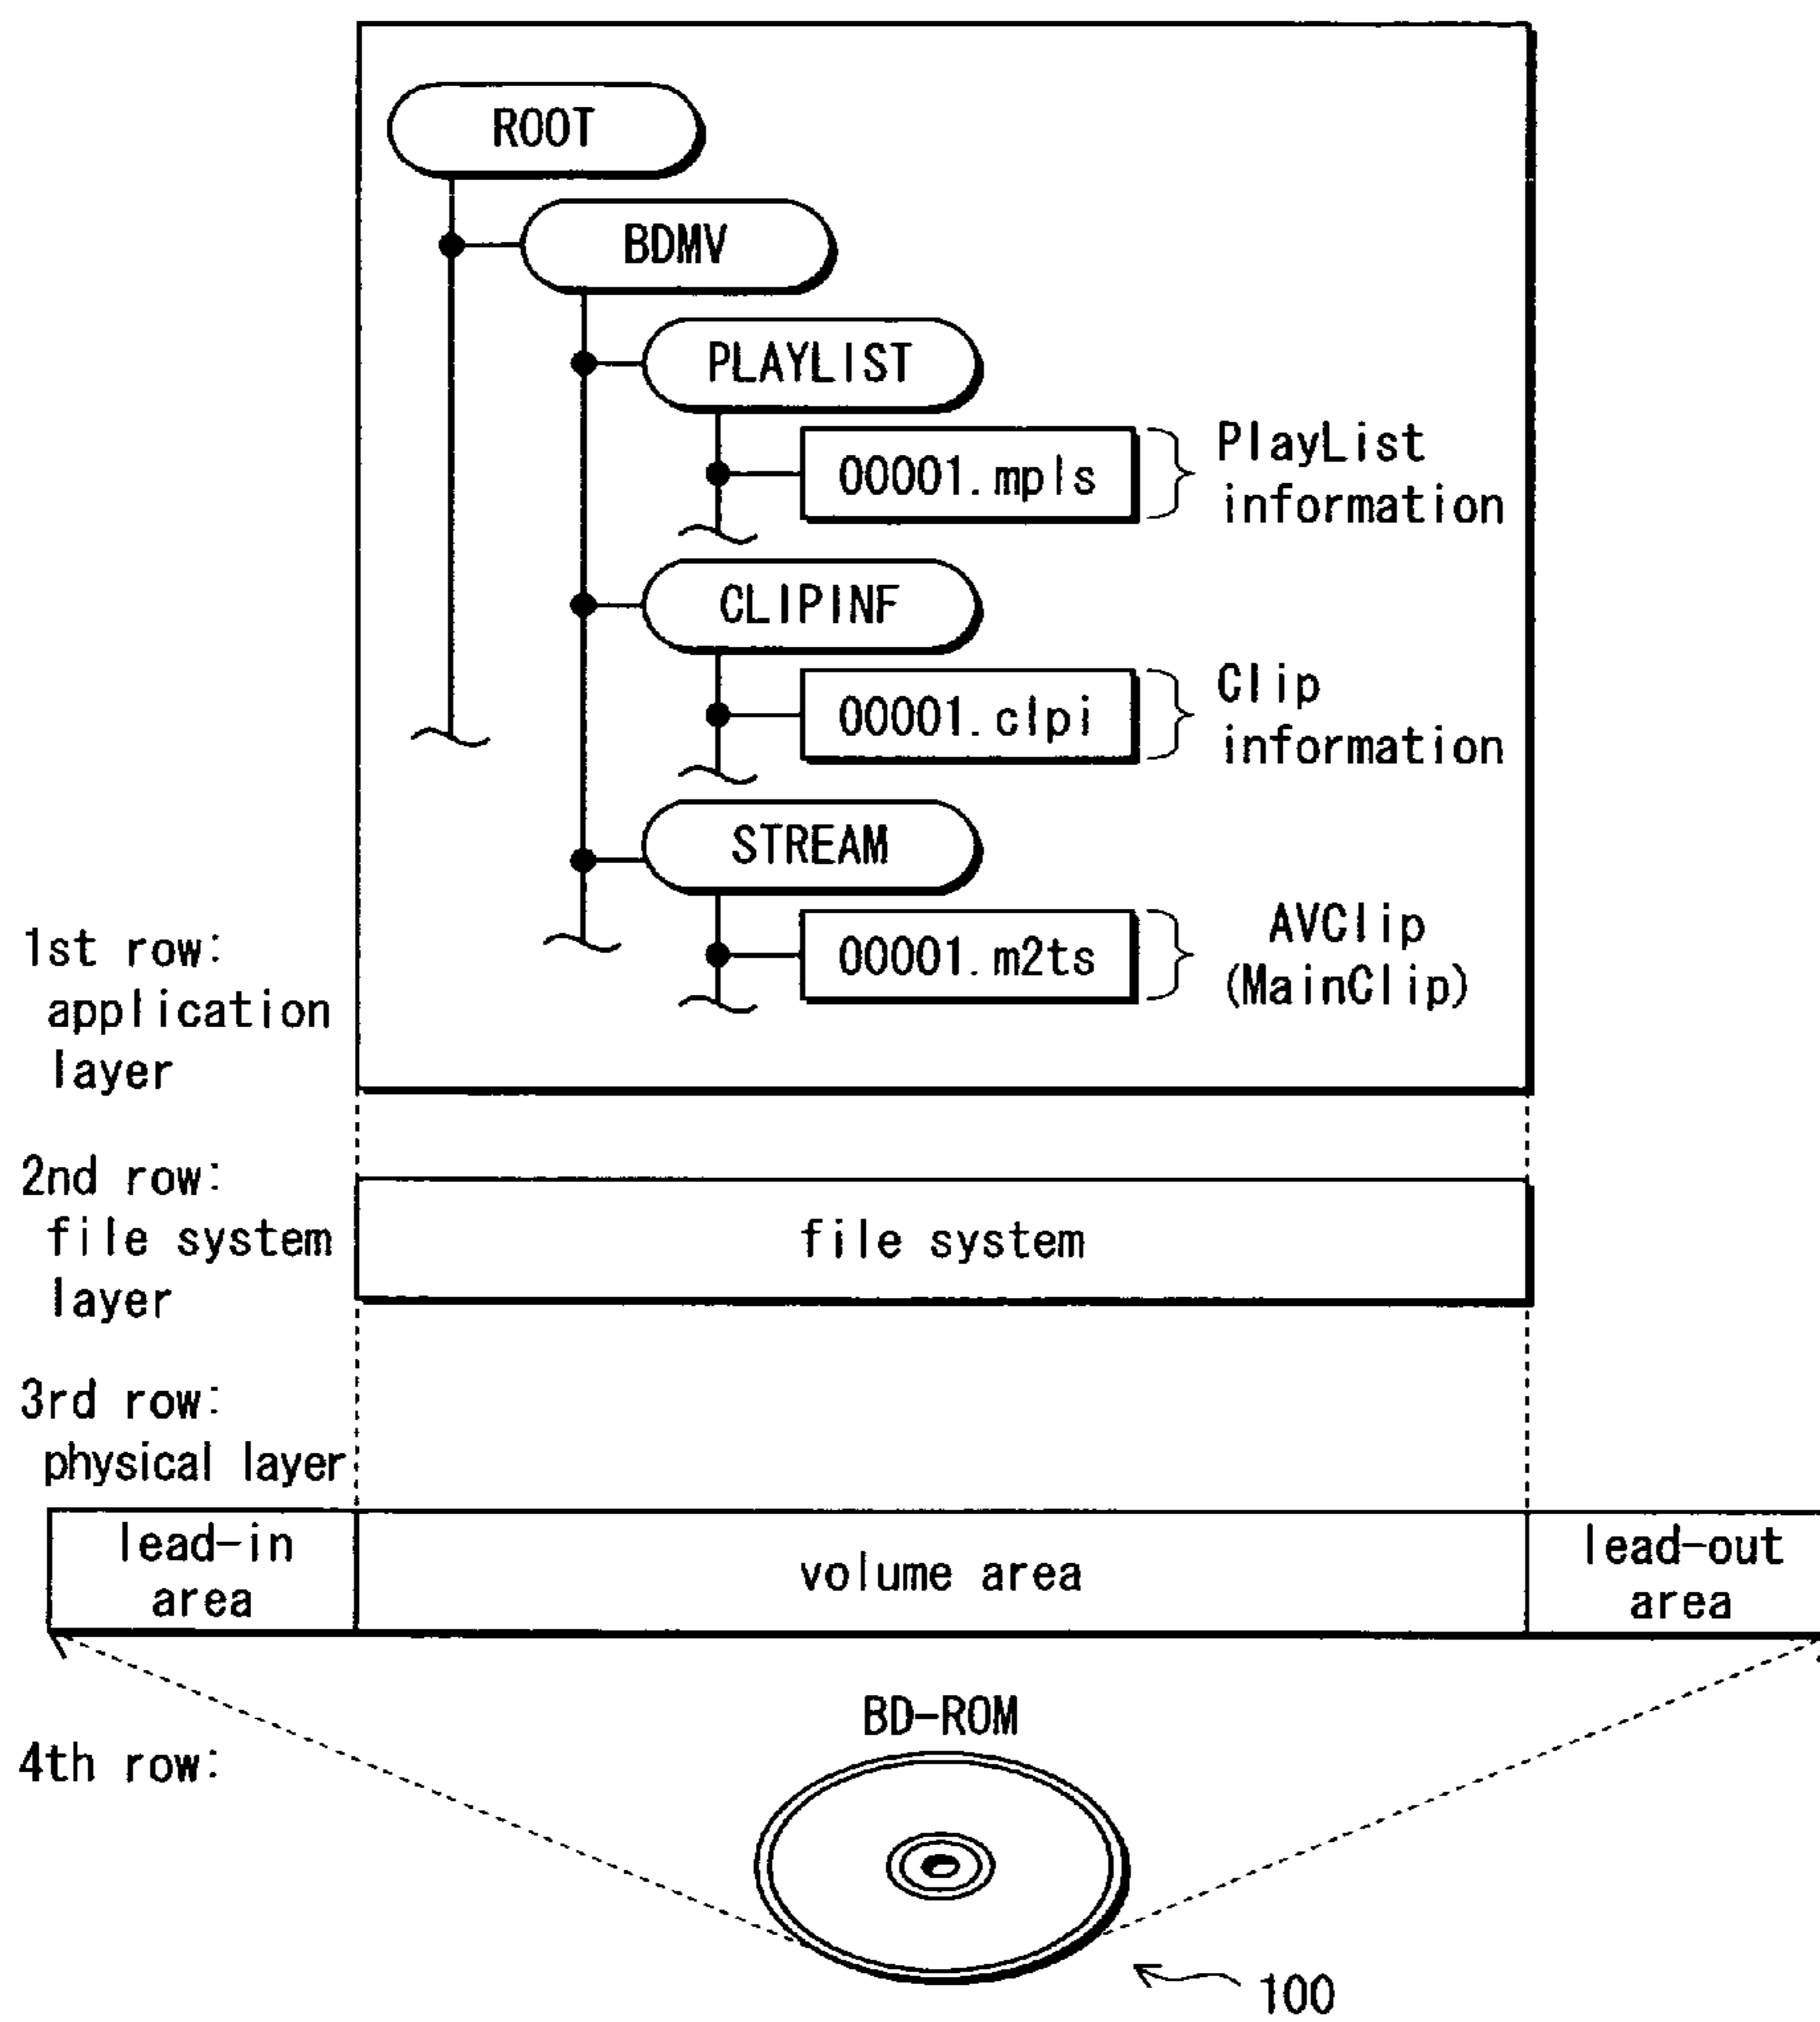 ROOT
BDMV
PLAYLIST
00001.mpls
PlayList
information
CLIPINF
00001.clpi
Clip
information
STREAM
00001.m2ts
AVClip
(MainClip)
1st row:
application
layer
2nd row:
file system
layer
file system
3rd row:
physical layer
lead-in
area
volume area
lead-out
area
BD-ROM
4th row:
100